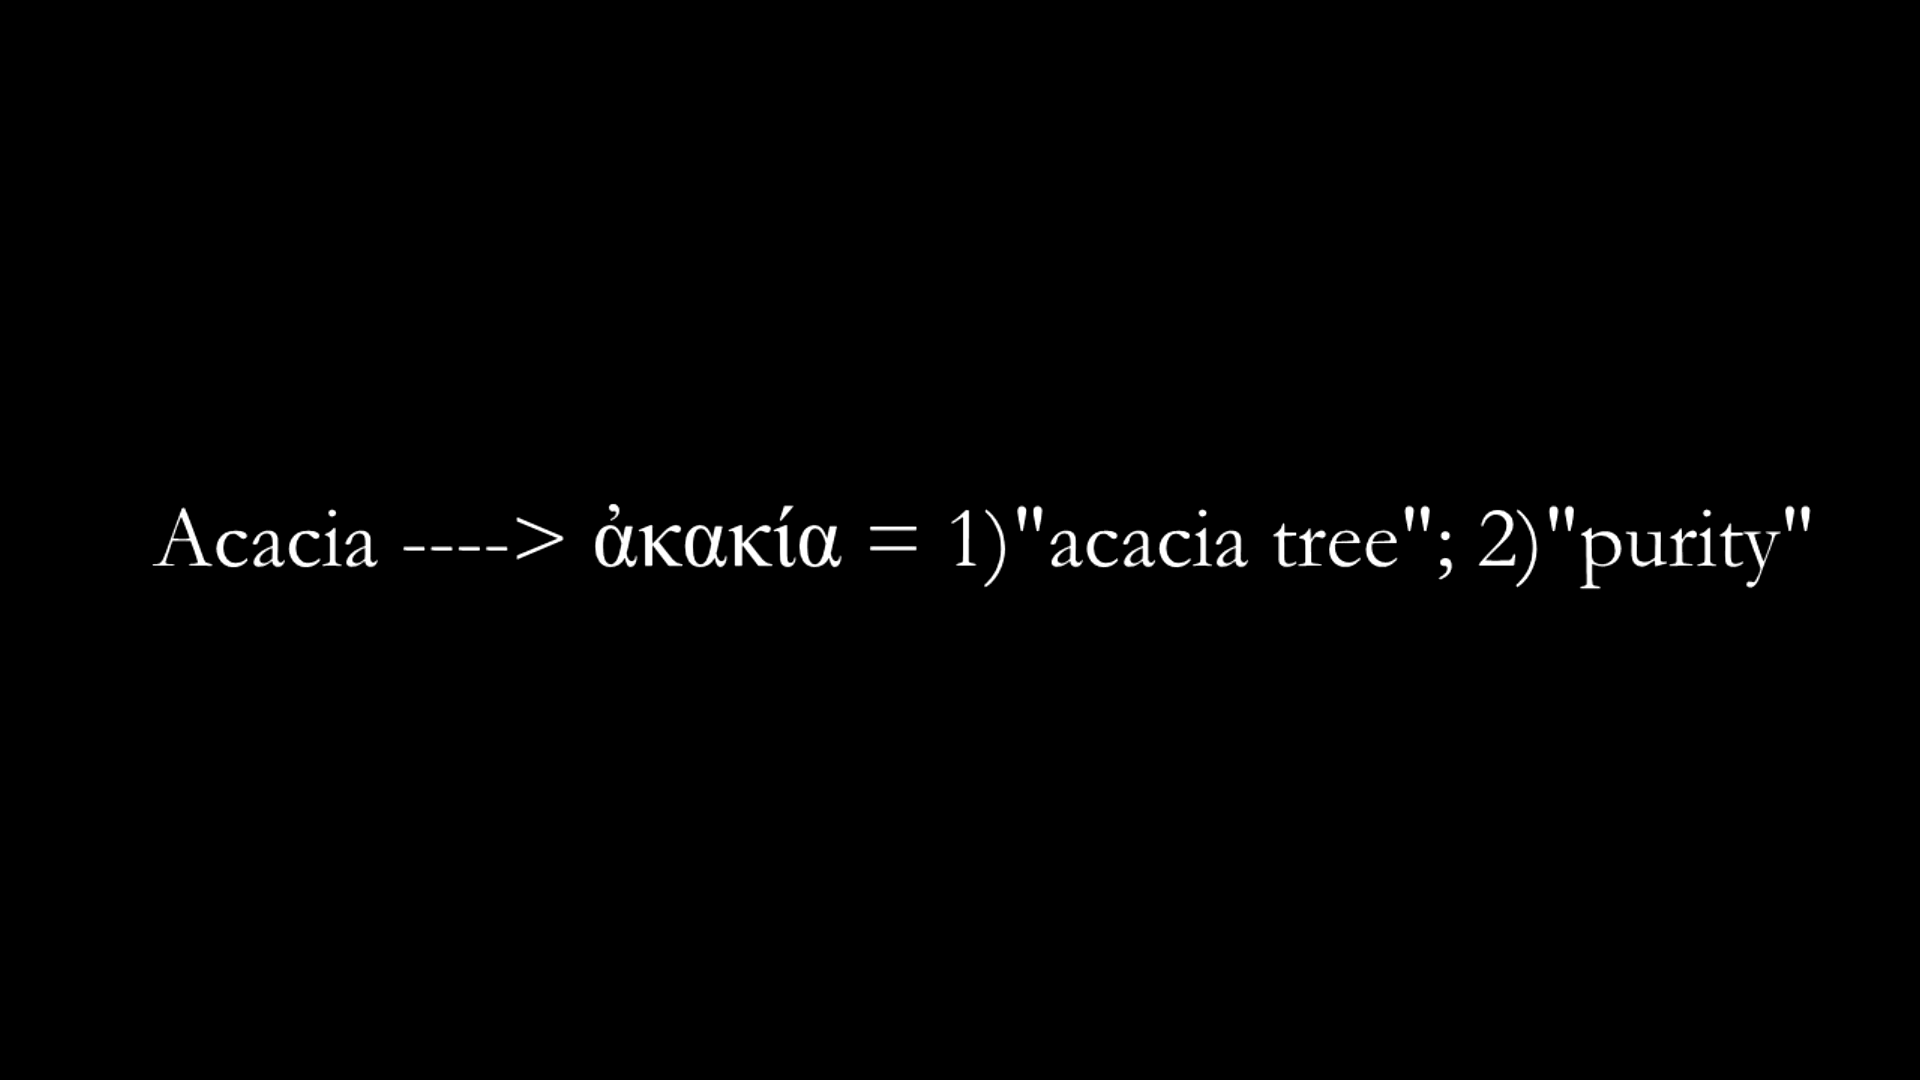 Acacia ----> ἀκακία = 1)"acacia tree"; 2)"purity"